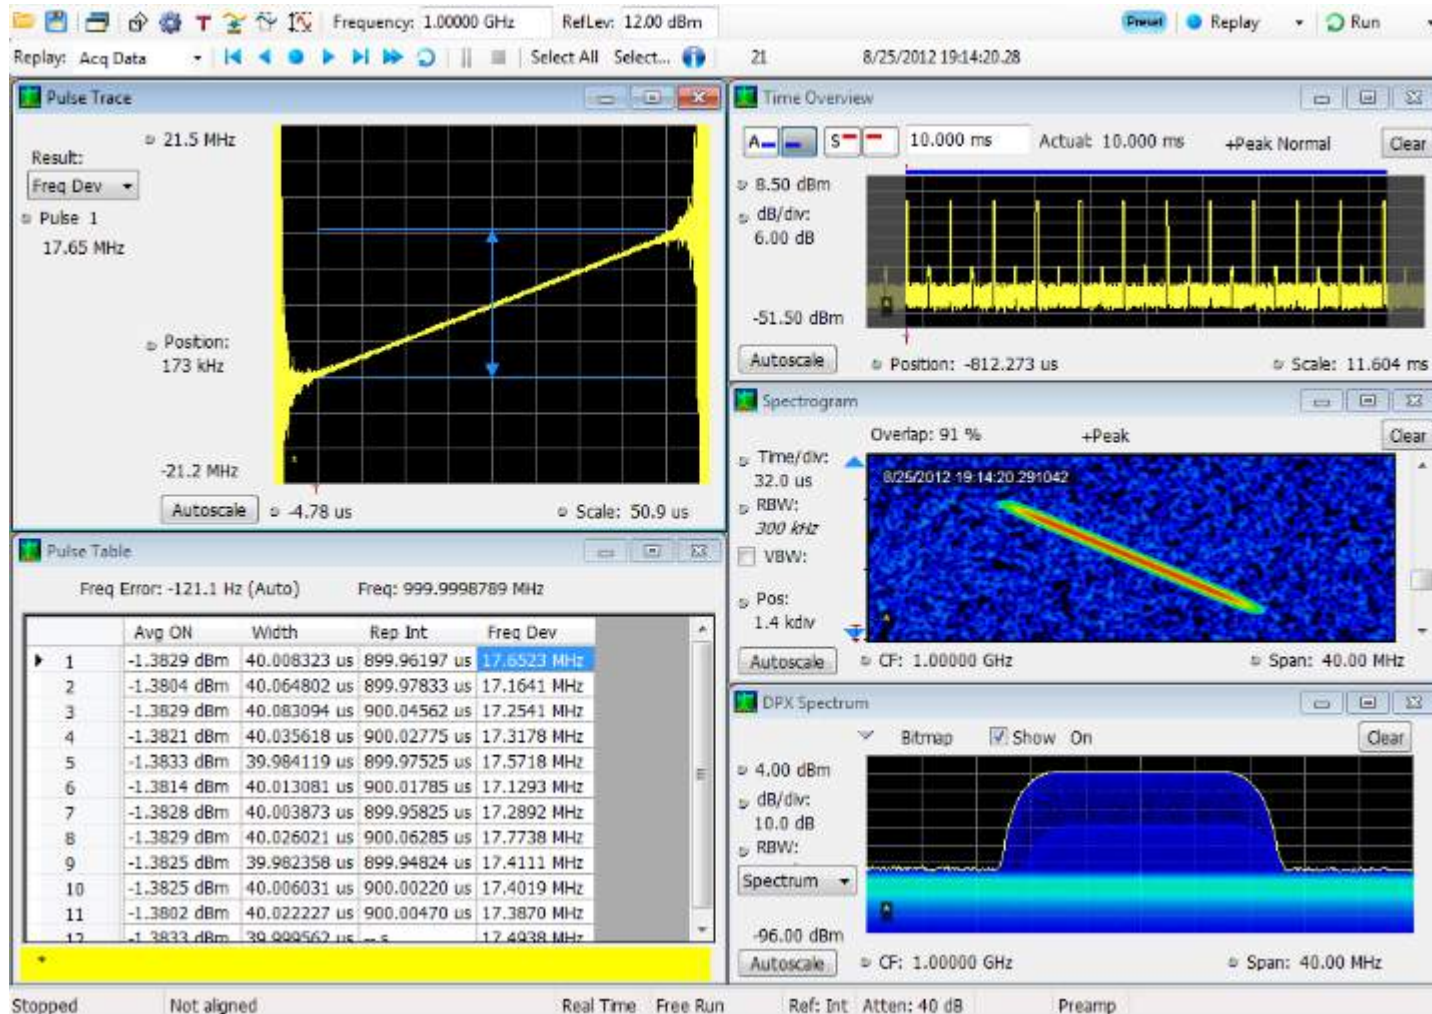 Frequency: 1.00000 GHz RefLev: 12.00 dBm Preset Replay Run
Replay: Acq Data Select All Select... 21 8/25/2012 19:14:20.28
Pulse Trace
21.5 MHz
Result:
Freq Dev
Pulse 1
17.65 MHz
Position:
173 kHz
-21.2 MHz
Autoscale -4.78 us Scale: 50.9 us
Time Overview
A S 10.000 ms Actual: 10.000 ms +Peak Normal Clear
8.50 dBm
dB/div:
6.00 dB
-51.50 dBm
Autoscale Position: -812.273 us Scale: 11.604 ms
Spectrogram
Overlap: 91 % +Peak Clear
Time/div:
32.0 us
8/25/2012 19:14:20.291042
RBW:
300 kHz
VBW:
Pos:
1.4 kdiv
Autoscale CF: 1.00000 GHz Span: 40.00 MHz
Pulse Table
Freq Error: -121.1 Hz (Auto) Freq: 999.9998789 MHz
Avg ON Width Rep Int Freq Dev
1 -1.3829 dBm 40.008323 us 899.96197 us 17.6523 MHz
2 -1.3804 dBm 40.064802 us 899.97833 us 17.1641 MHz
3 -1.3829 dBm 40.083094 us 900.04562 us 17.2541 MHz
4 -1.3821 dBm 40.035618 us 900.02775 us 17.3178 MHz
5 -1.3833 dBm 39.984119 us 899.97525 us 17.5718 MHz
6 -1.3814 dBm 40.013081 us 900.01785 us 17.1293 MHz
7 -1.3828 dBm 40.003873 us 899.95825 us 17.2892 MHz
8 -1.3829 dBm 40.026021 us 900.06285 us 17.7738 MHz
9 -1.3825 dBm 39.982358 us 899.94824 us 17.4111 MHz
10 -1.3825 dBm 40.006031 us 900.00220 us 17.4019 MHz
11 -1.3802 dBm 40.022227 us 900.00470 us 17.3870 MHz
12 -1.3833 dBm 39.999562 us -- s 17.4938 MHz
DPX Spectrum
Bitmap Show On Clear
4.00 dBm
dB/div:
10.0 dB
RBW:
Spectrum
-96.00 dBm
Autoscale CF: 1.00000 GHz Span: 40.00 MHz
Stopped Not aligned Real Time Free Run Ref: Int Atten: 40 dB Preamp